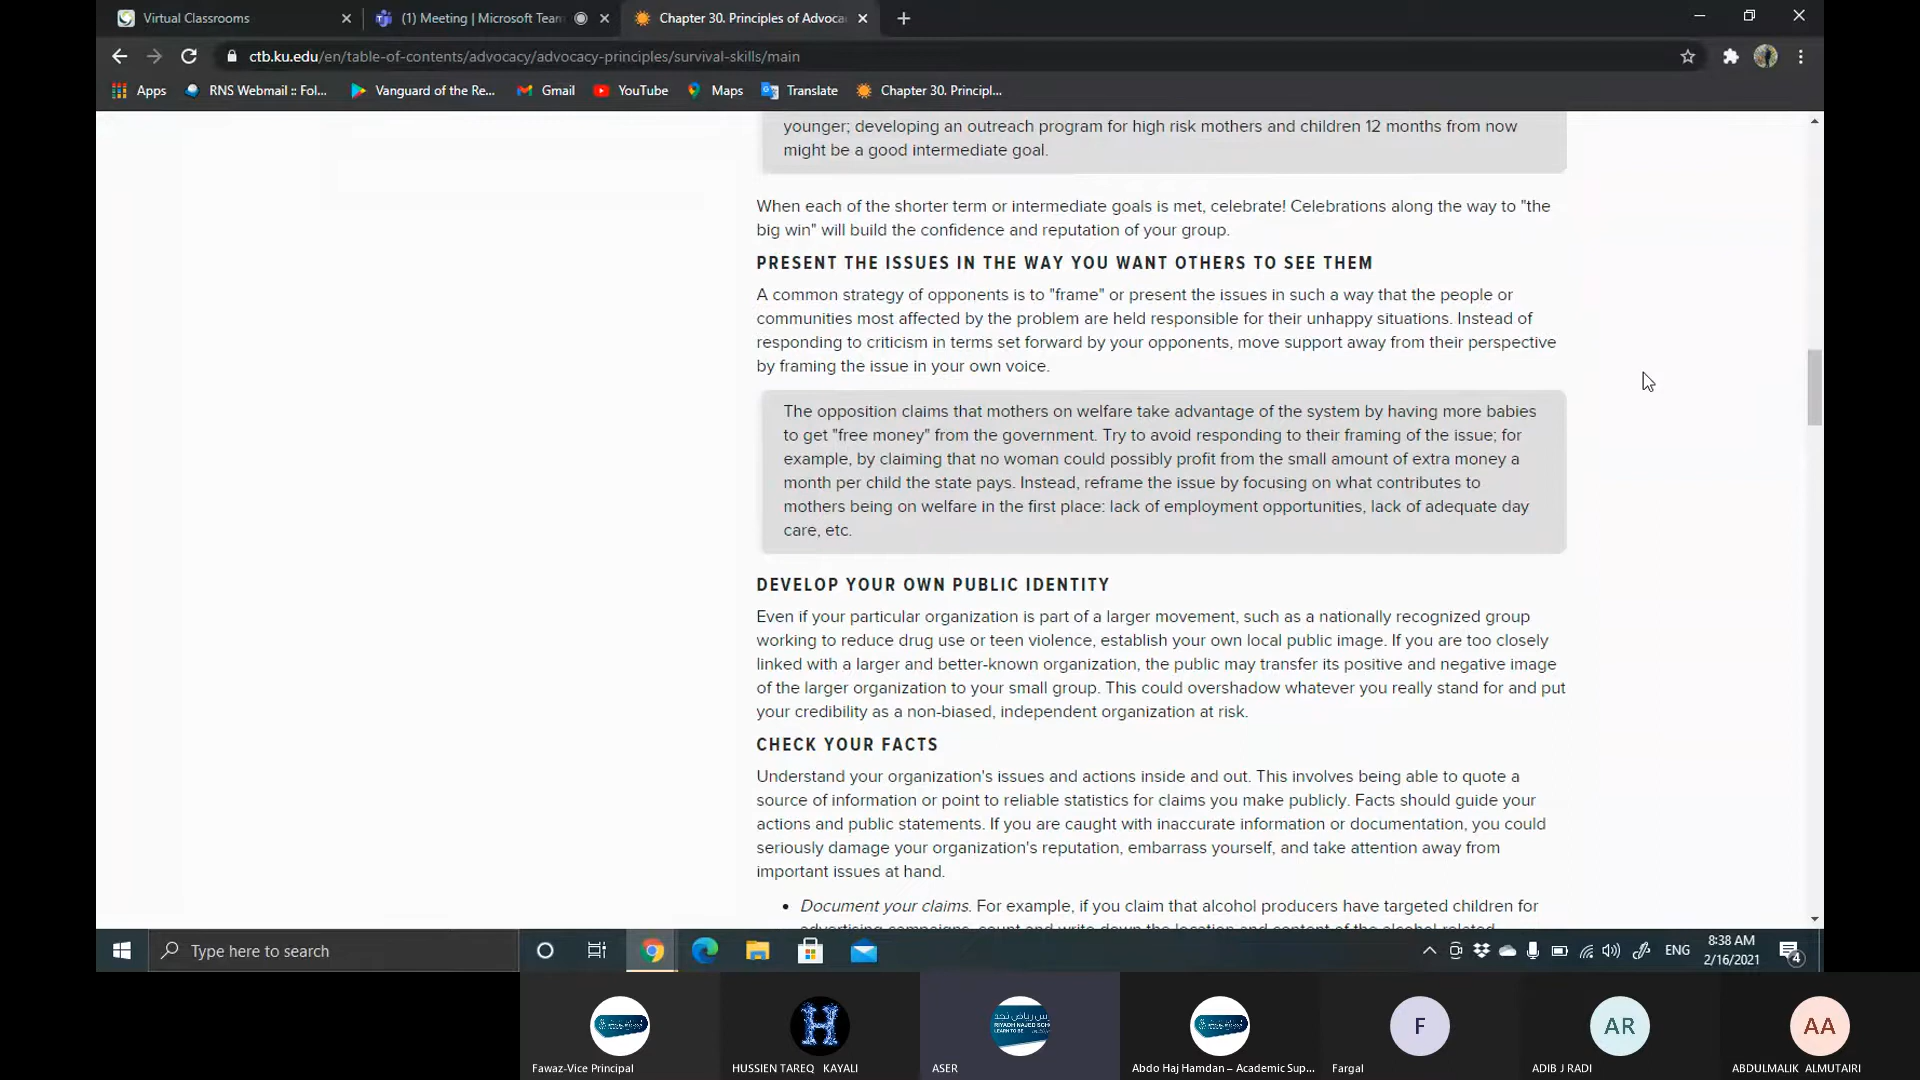 Virtual Classrooms
(1) Meeting | Microsoft Team
Chapter 30. Principles of Advoca
ctb.ku.edu/en/table-of-contents/advocacy/advocacy-principles/survival-skills/main
Apps
RNS Webmail :: Fol...
Vanguard of the Re...
Gmail
YouTube
Maps
Translate
Chapter 30. Principl...
younger; developing an outreach program for high risk mothers and children 12 months from now
might be a good intermediate goal.
When each of the shorter term or intermediate goals is met, celebrate! Celebrations along the way to "the
big win" will build the confidence and reputation of your group.
PRESENT THE ISSUES IN THE WAY YOU WANT OTHERS TO SEE THEM
A common strategy of opponents is to "frame" or present the issues in such a way that the people or
communities most affected by the problem are held responsible for their unhappy situations. Instead of
responding to criticism in terms set forward by your opponents, move support away from their perspective
by framing the issue in your own voice.
The opposition claims that mothers on welfare take advantage of the system by having more babies
to get "free money" from the government. Try to avoid responding to their framing of the issue; for
example, by claiming that no woman could possibly profit from the small amount of extra money a
month per child the state pays. Instead, reframe the issue by focusing on what contributes to
mothers being on welfare in the first place: lack of employment opportunities, lack of adequate day
care, etc.
DEVELOP YOUR OWN PUBLIC IDENTITY
Even if your particular organization is part of a larger movement, such as a nationally recognized group
working to reduce drug use or teen violence, establish your own local public image. If you are too closely
linked with a larger and better-known organization, the public may transfer its positive and negative image
of the larger organization to your small group. This could overshadow whatever you really stand for and put
your credibility as a non-biased, independent organization at risk.
CHECK YOUR FACTS
Understand your organization's issues and actions inside and out. This involves being able to quote a
source of information or point to reliable statistics for claims you make publicly. Facts should guide your
actions and public statements. If you are caught with inaccurate information or documentation, you could
seriously damage your organization's reputation, embarrass yourself, and take attention away from
important issues at hand.
• Document your claims. For example, if you claim that alcohol producers have targeted children for
advertising campaigns, count and write down the location and content of the alcohol-related
Type here to search
ENG
8:38 AM
2/16/2021
4
H
RIYADH NAJED SCH
LEARN TO BE
F
AR
AA
Fawaz-Vice Principal
HUSSIEN TAREQ KAYALI
ASER
Abdo Haj Hamdan – Academic Sup...
Fargal
ADIB J RADI
ABDULMALIK ALMUTAIRI